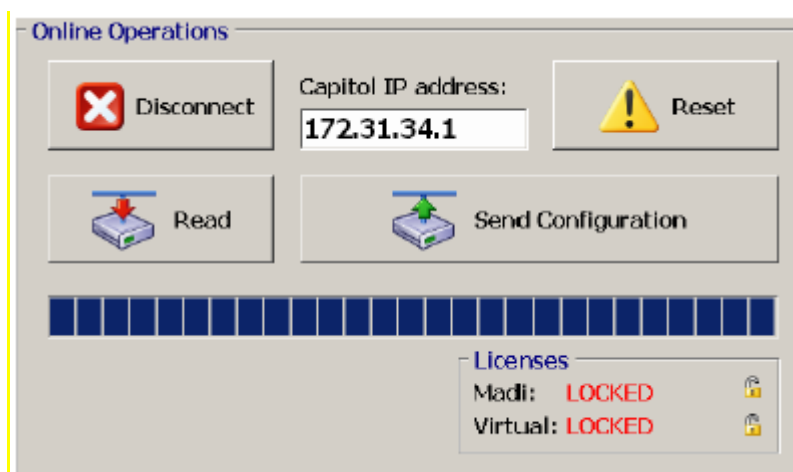 Online Operations
Disconnect
Capitol IP address:
172.31.34.1
Reset
Read
Send Configuration
Licenses
Madi: LOCKED
Virtual: LOCKED